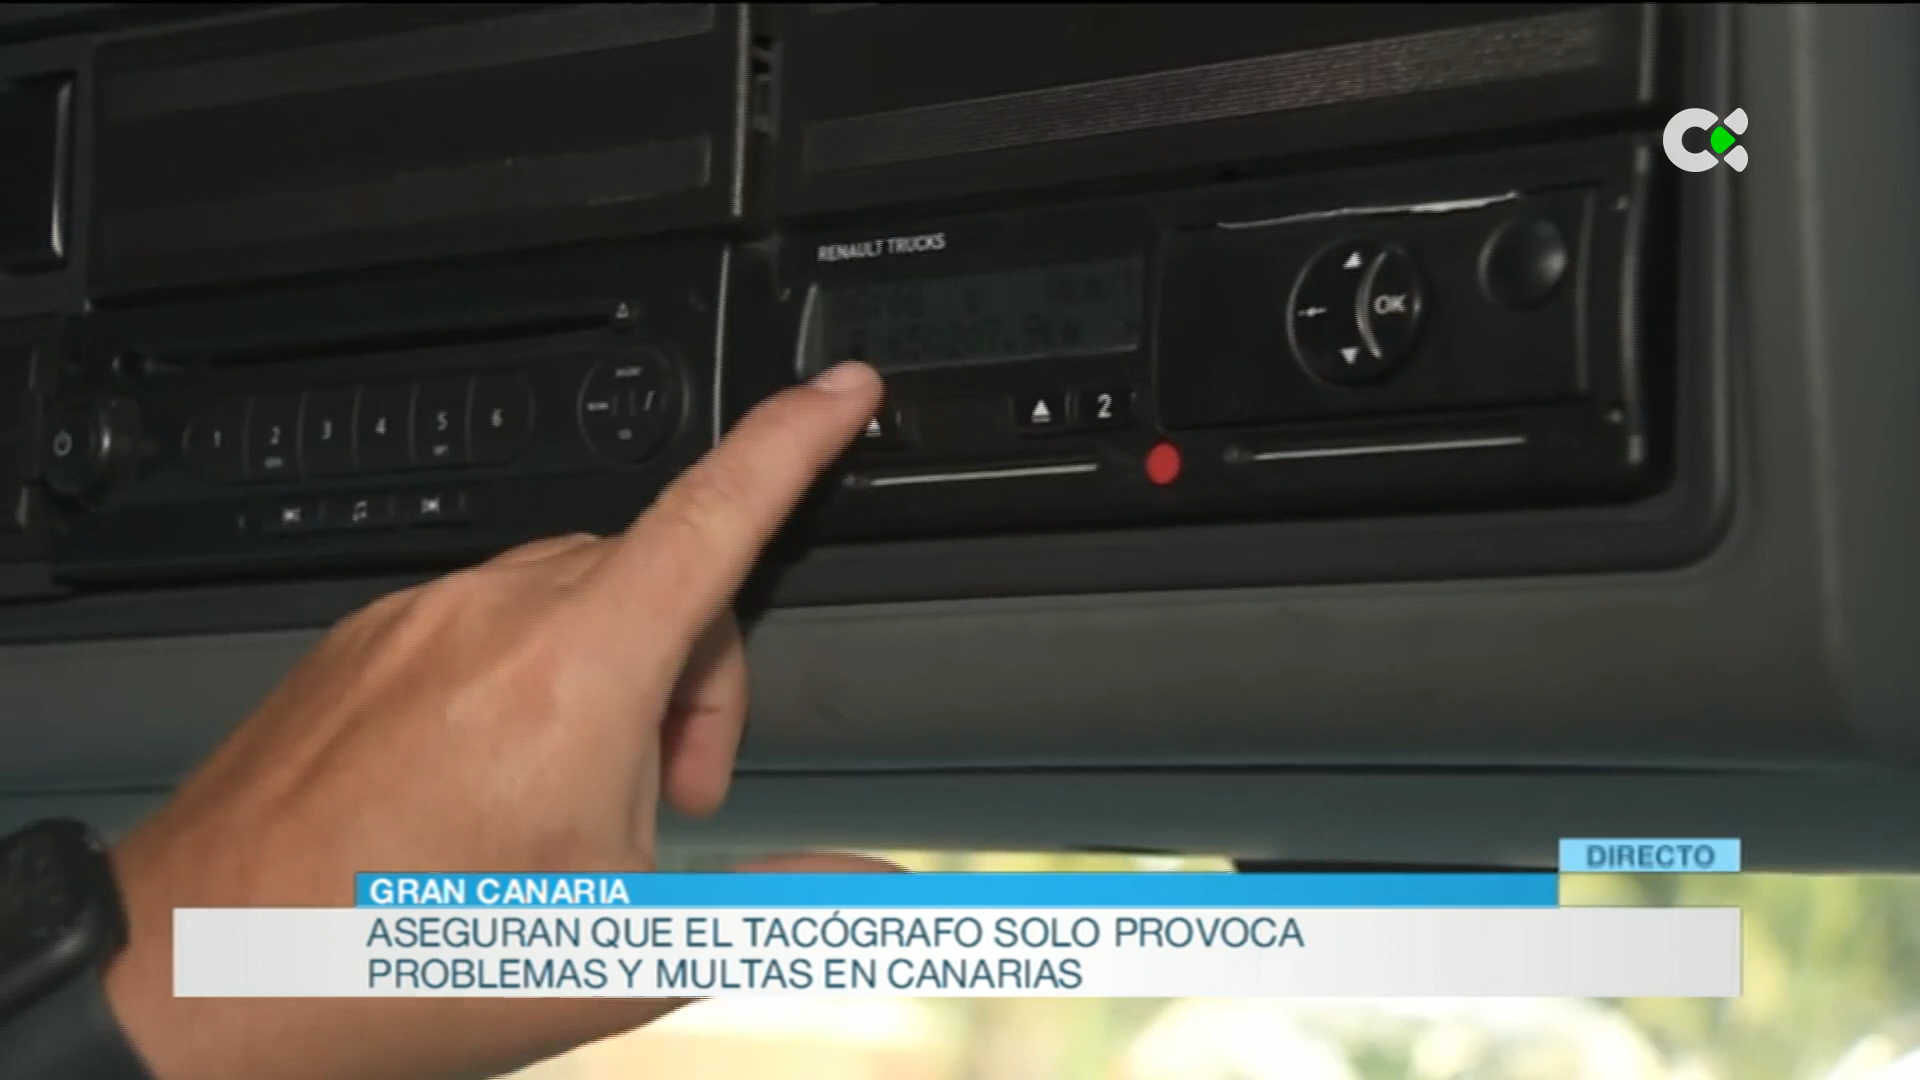 RENAULT TRUCKS
OK
1 2 3 4 5 6
2
DIRECTO
GRAN CANARIA
ASEGURAN QUE EL TACÓGRAFO SOLO PROVOCA
PROBLEMAS Y MULTAS EN CANARIAS